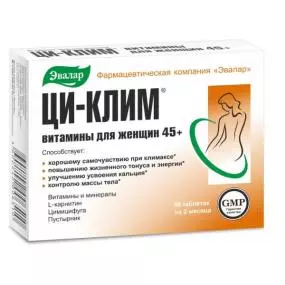 Эвалар
Фармацевтическая компания «Эвалар»
ЦИ-КЛИМ®
витамины для женщин 45+
Способствует:
• хорошему самочувствию при климаксе*
• повышению жизненного тонуса и энергии*
• улучшению усвоения кальция*
• контролю массы тела*
Витамины и минералы
L-карнитин
Цимицифуга
Пустырник
60 таблеток
на 2 месяца
GMP